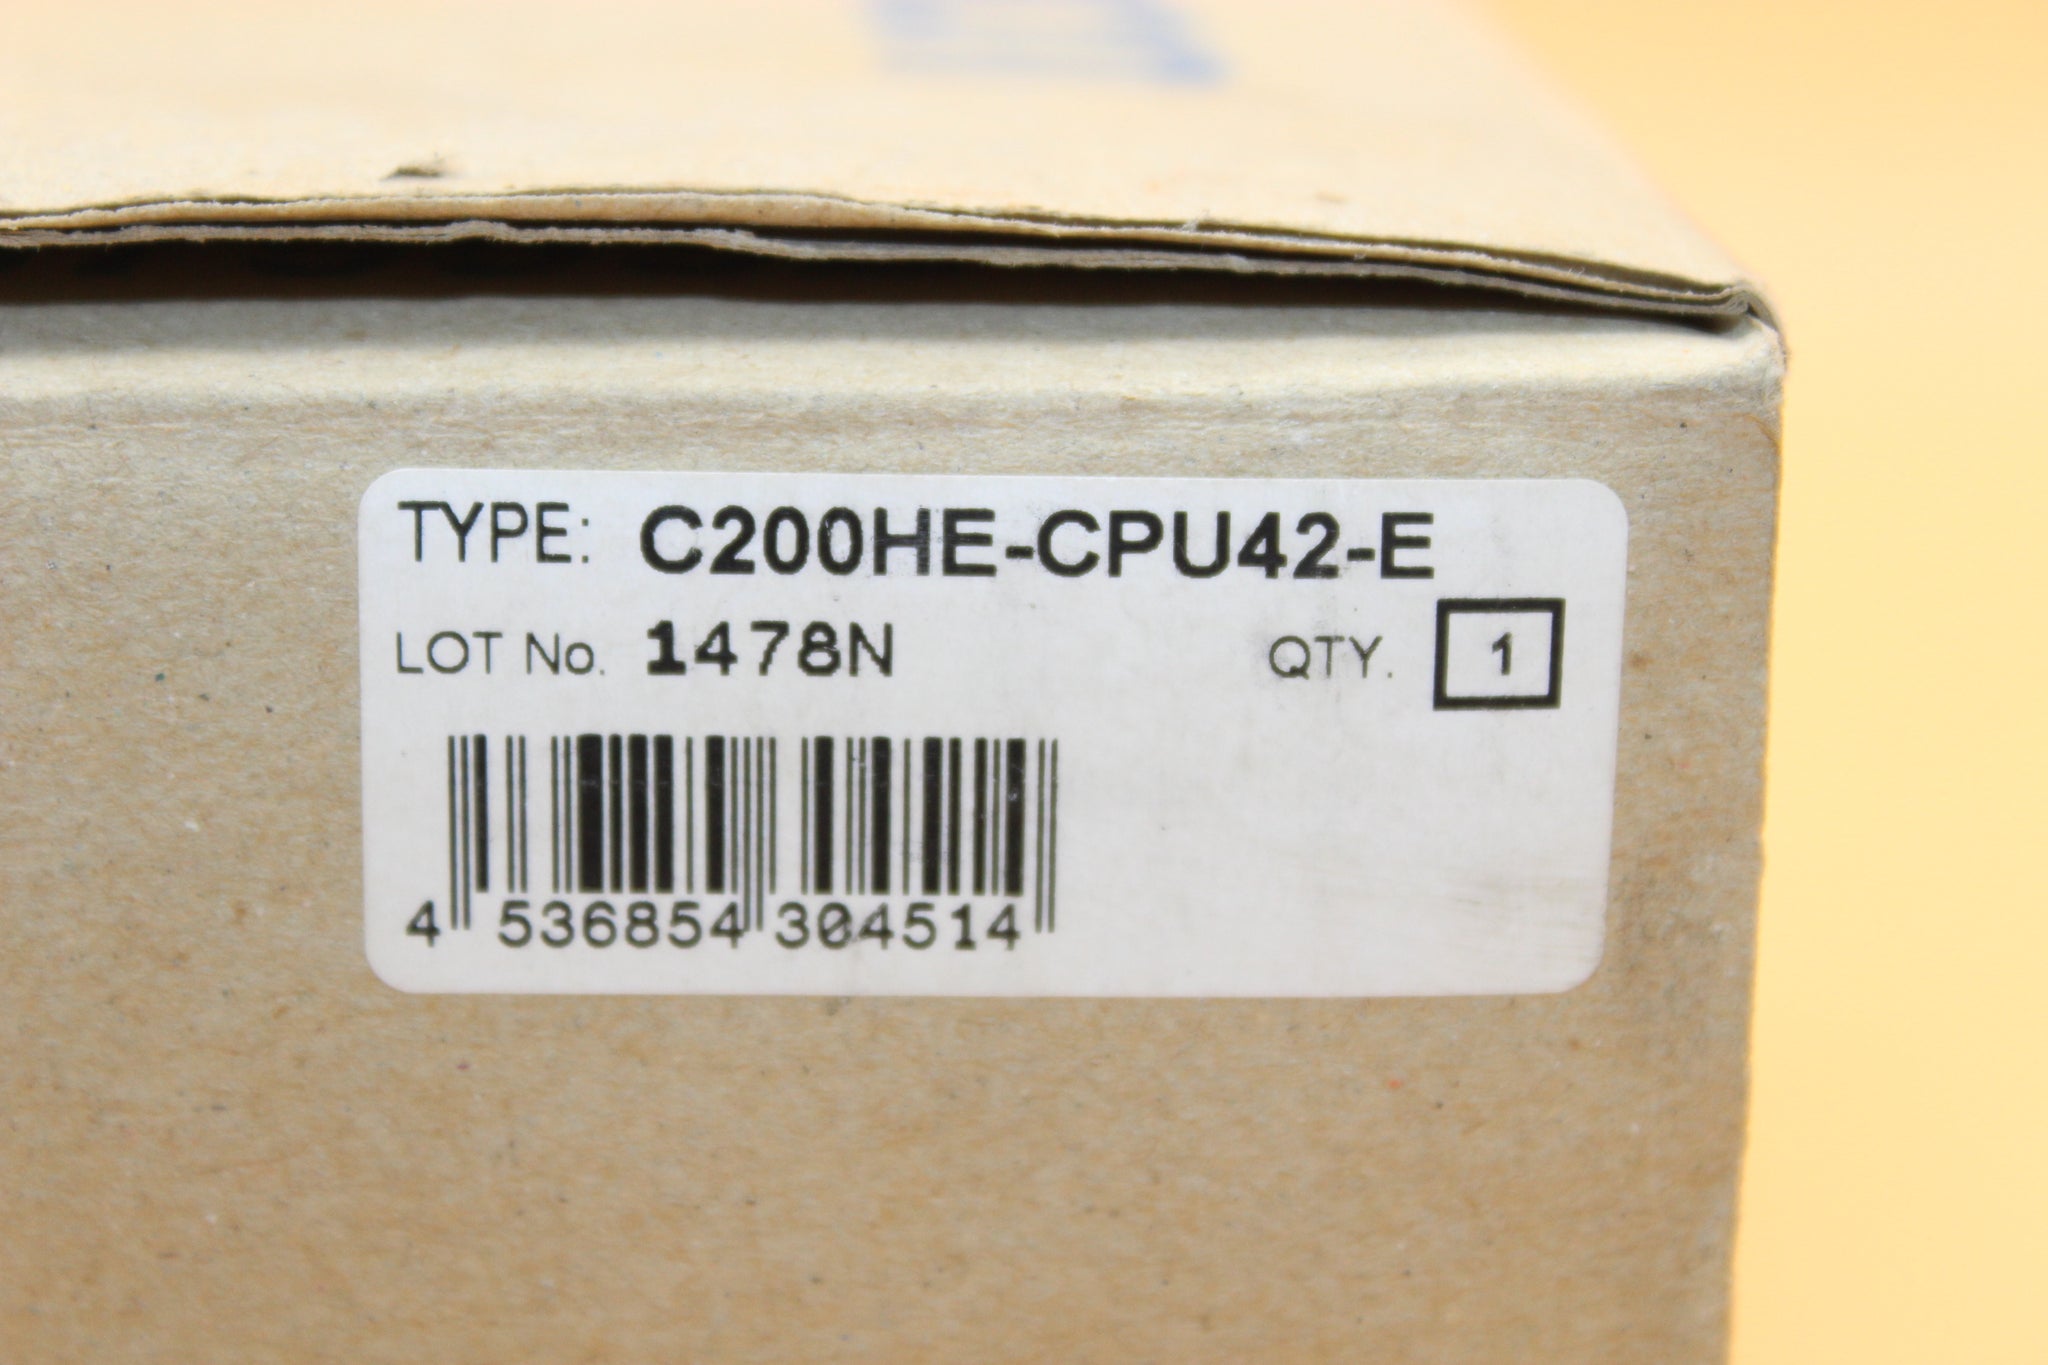 TYPE: C200HE-CPU42-E
LOT No. 1478N QTY. 1
4 536854 304514